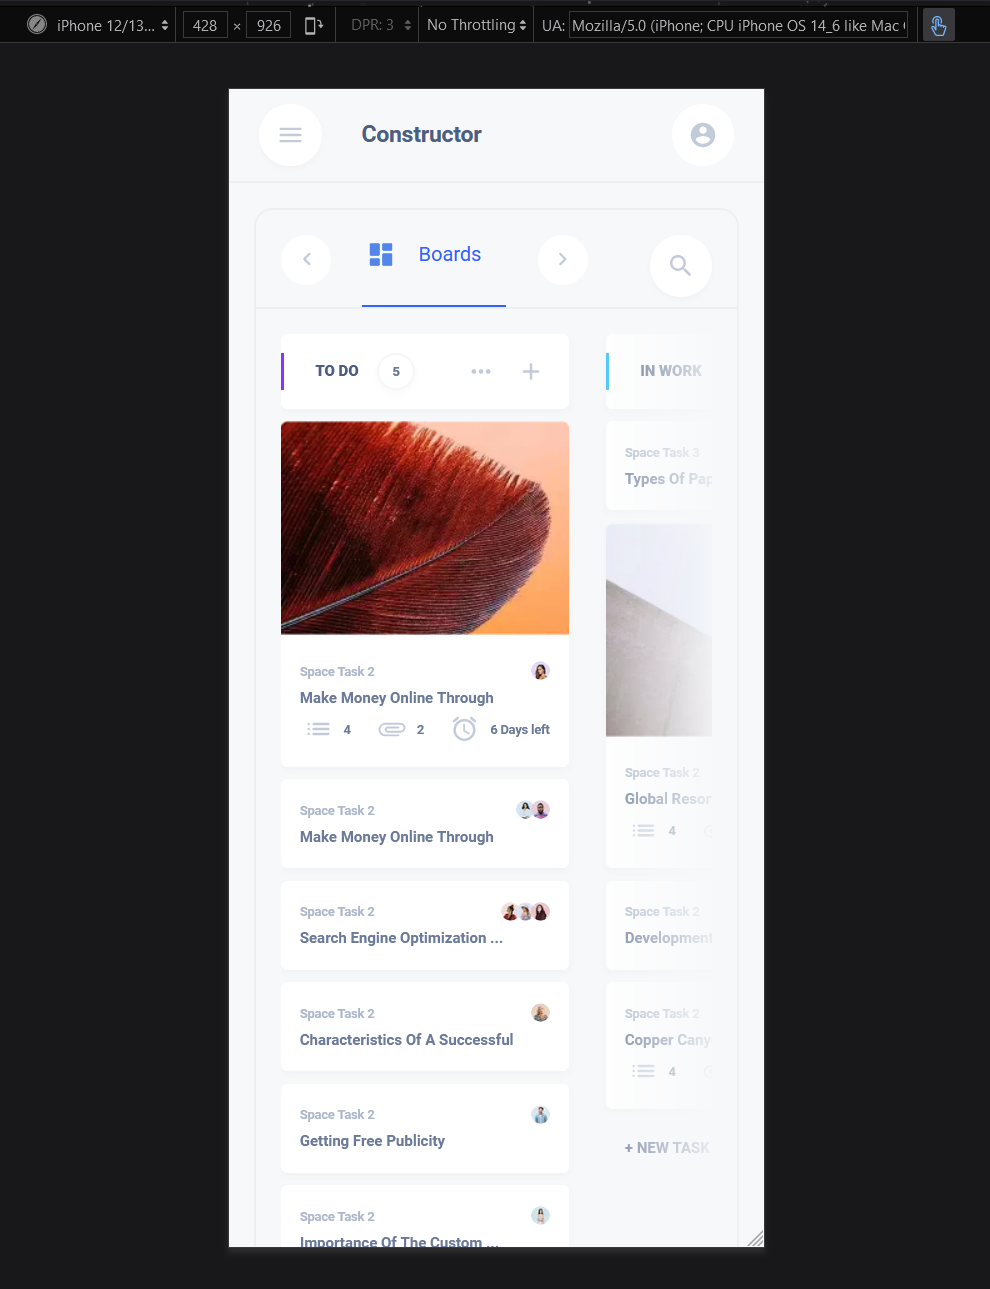 iPhone 12/13... 428 × 926 DPR: 3 No Throttling UA: Mozilla/5.0 (iPhone; CPU iPhone OS 14_6 like Mac
Constructor
Boards
TO DO 5
IN WORK
Space Task 2
Make Money Online Through
4 2 6 Days left
Space Task 2
Make Money Online Through
Space Task 2
Search Engine Optimization ...
Space Task 2
Characteristics Of A Successful
Space Task 2
Getting Free Publicity
Space Task 2
Importance Of The Custom ...
Space Task 3
Types Of Pap
Space Task 2
Global Resor
4
Space Task 2
Development
Space Task 2
Copper Cany
4
+ NEW TASK